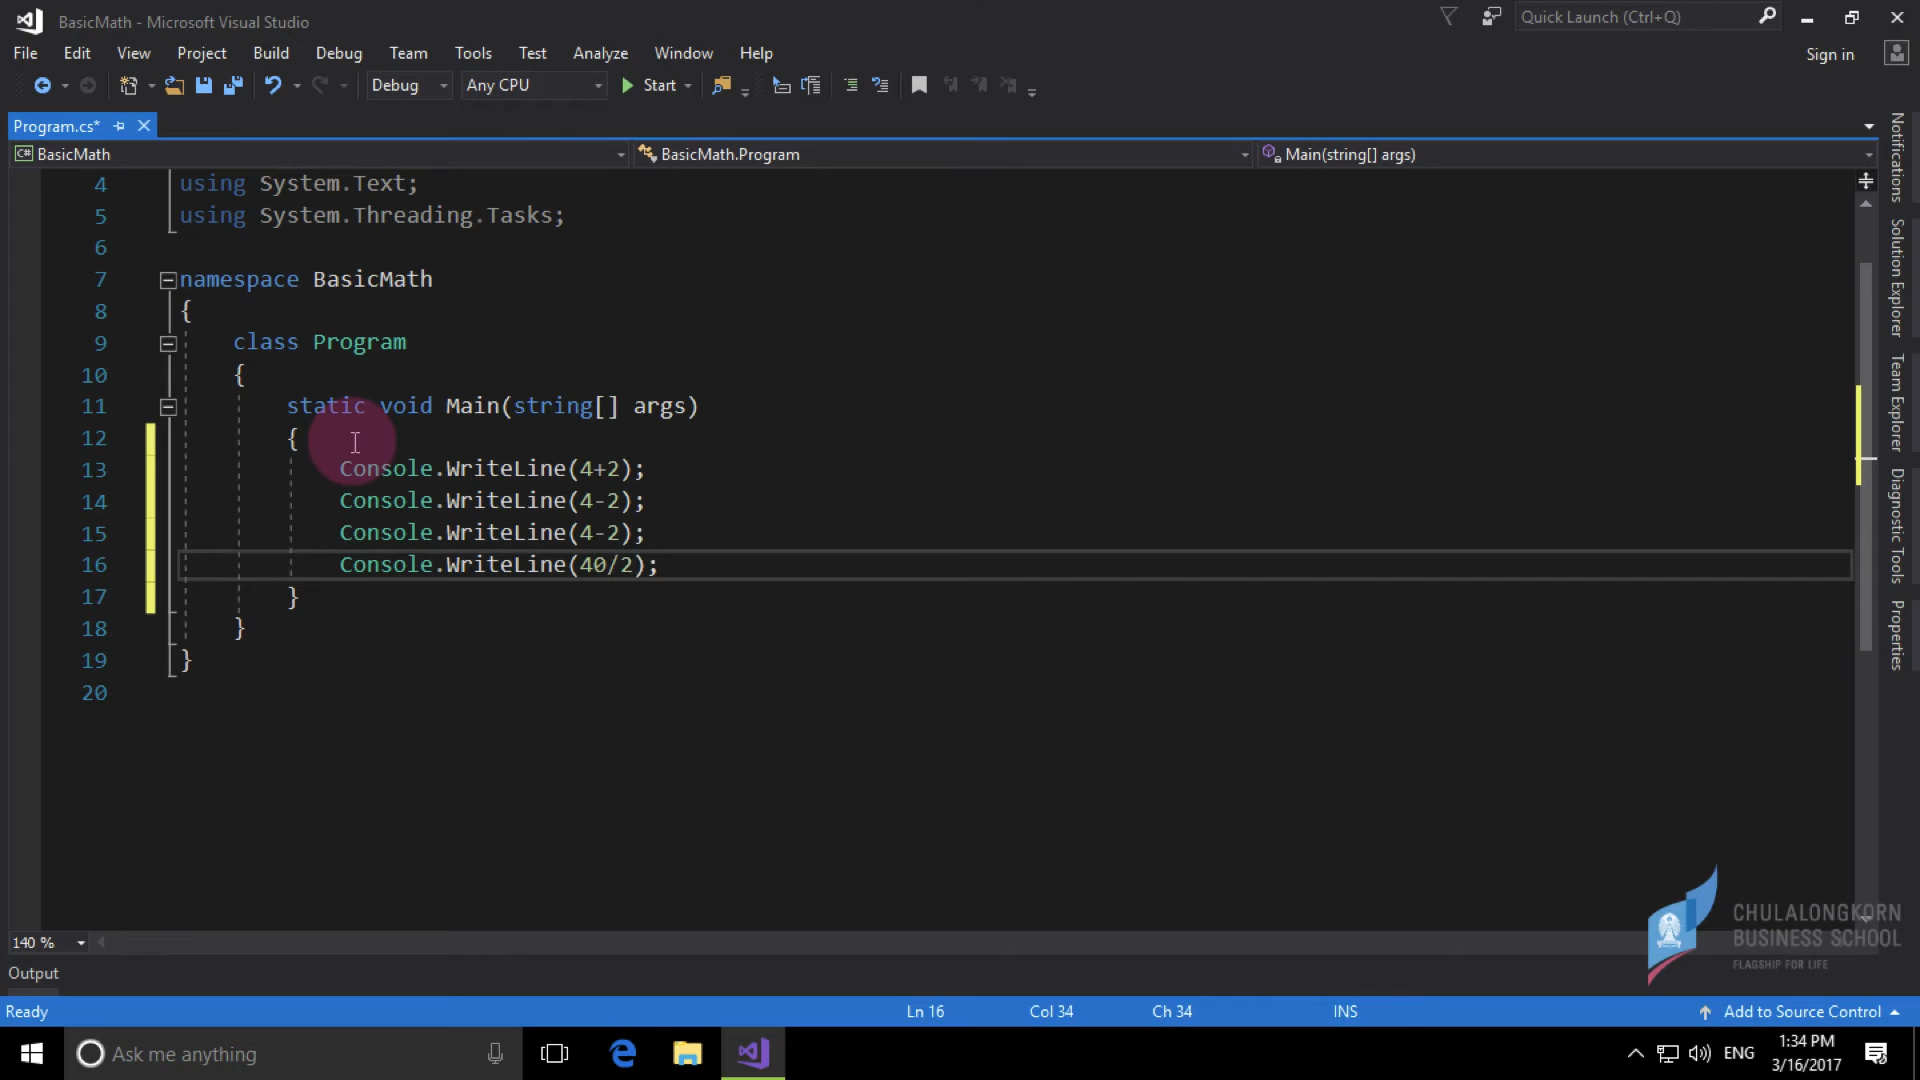 BasicMath - Microsoft Visual Studio
Quick Launch (Ctrl+Q)
File Edit View Project Build Debug Team Tools Test Analyze Window Help
Sign in
Debug Any CPU Start
Program.cs*
BasicMath BasicMath.Program Main(string[] args)
4 using System.Text;
5 using System.Threading.Tasks;
6
7 namespace BasicMath
8 {
9 class Program
10 {
11 static void Main(string[] args)
12 {
13 Console.WriteLine(4+2);
14 Console.WriteLine(4-2);
15 Console.WriteLine(4-2);
16 Console.WriteLine(40/2);
17 }
18 }
19 }
20
Notifications
Solution Explorer
Team Explorer
Diagnostic Tools
Properties
CHULALONGKORN
BUSINESS SCHOOL
FLAGSHIP FOR LIFE
140 %
Output
Ready Ln 16 Col 34 Ch 34 INS Add to Source Control
Ask me anything
ENG
1:34 PM
3/16/2017